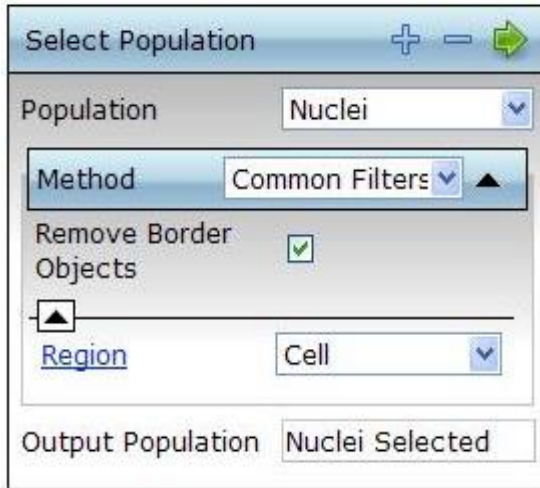 Select Population
Population Nuclei
Method Common Filters
Remove Border
Objects
Region Cell
Output Population Nuclei Selected